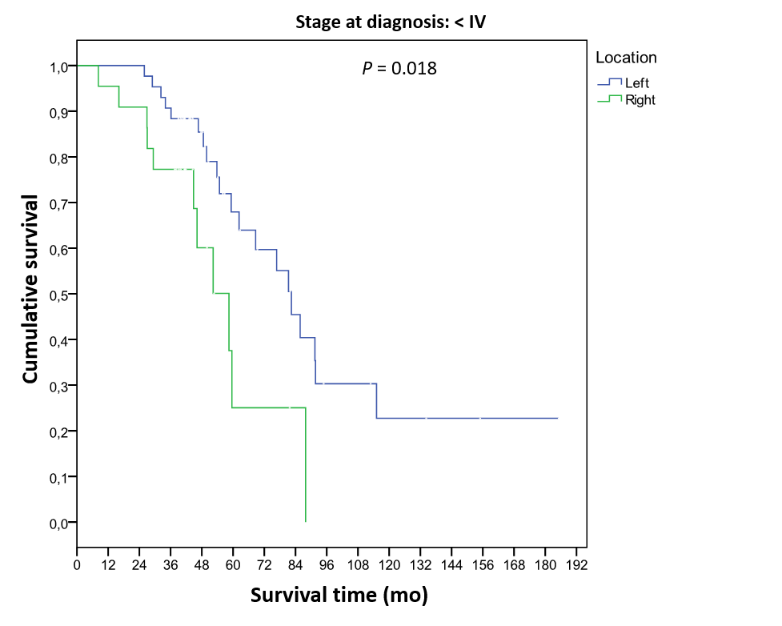 Stage at diagnosis: < IV
P = 0.018
Location
Left
Right
Cumulative survival
1,0
0,9
0,8
0,7
0,6
0,5
0,4
0,3
0,2
0,1
0,0
0 12 24 36 48 60 72 84 96 108 120 132 144 156 168 180 192
Survival time (mo)